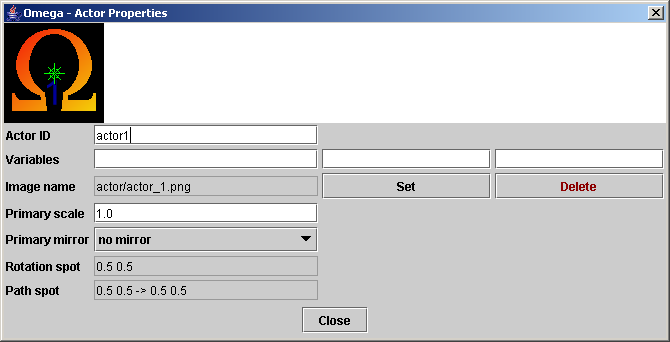 Omega - Actor Properties
Ω
1
Actor ID actor1
Variables
Image name actor/actor_1.png Set Delete
Primary scale 1.0
Primary mirror no mirror
Rotation spot 0.5 0.5
Path spot 0.5 0.5 -> 0.5 0.5
Close